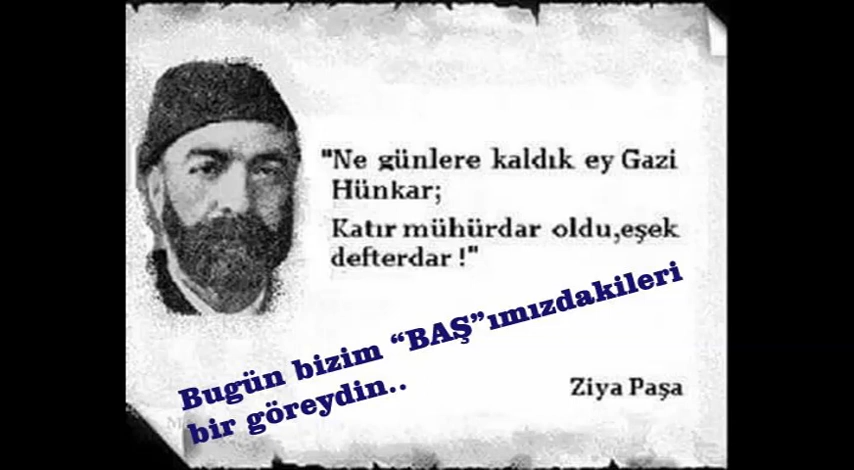 "Ne günlere kaldık ey Gazi
Hünkar;
Katır mühürdar oldu,eşek
defterdar !"
Bugün bizim “BAŞ”ımızdakileri
bir göreydin..
Ziya Paşa